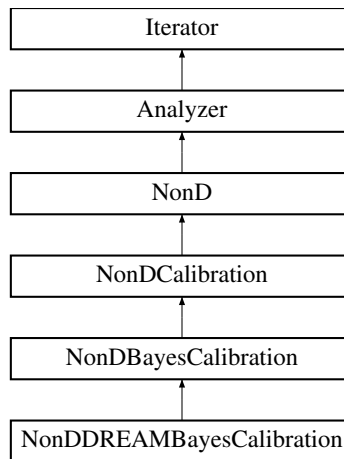 Iterator
Analyzer
NonD
NonDCalibration
NonDBayesCalibration
NonDDREAMBayesCalibration